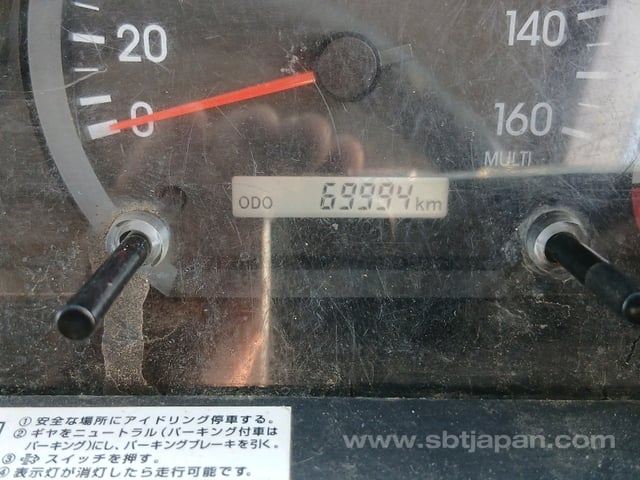 20
140
0
160
MULTI
ODO 69994 km
① 安全な場所にアイドリング停車する。
② ギヤをニュートラル(パーキング付車は
パーキング)にし、パーキングブレーキを引く。
③ スイッチを押す。
④ 表示灯が消灯したら走行可能です。
www.sbtjapan.com